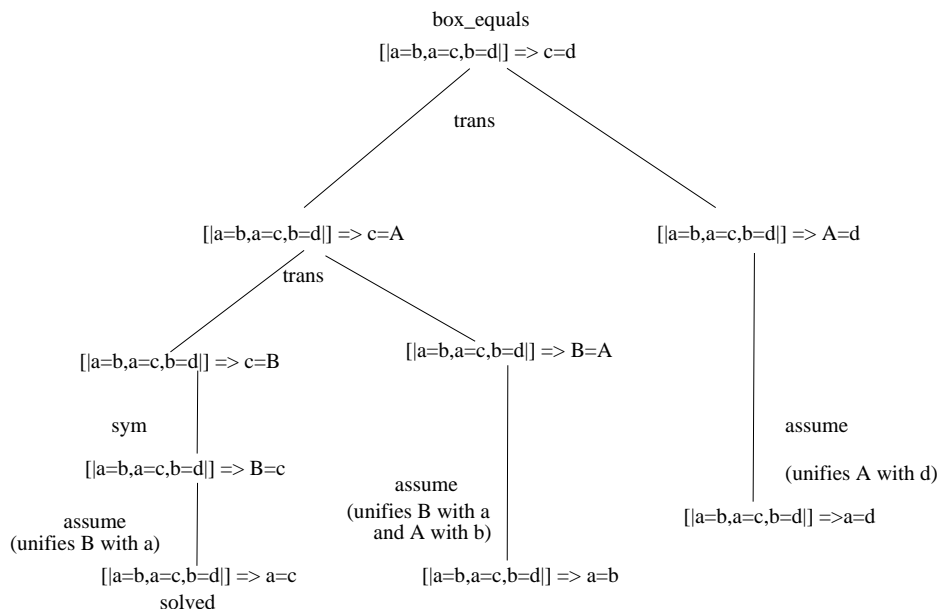 box_equals
[|a=b,a=c,b=d|] => c=d
trans
[|a=b,a=c,b=d|] => c=A
[|a=b,a=c,b=d|] => A=d
trans
[|a=b,a=c,b=d|] => c=B
[|a=b,a=c,b=d|] => B=A
sym
assume
[|a=b,a=c,b=d|] => B=c
(unifies A with d)
assume
(unifies B with a)
assume
(unifies B with a
and A with b)
[|a=b,a=c,b=d|] =>a=d
[|a=b,a=c,b=d|] => a=c
[|a=b,a=c,b=d|] => a=b
solved